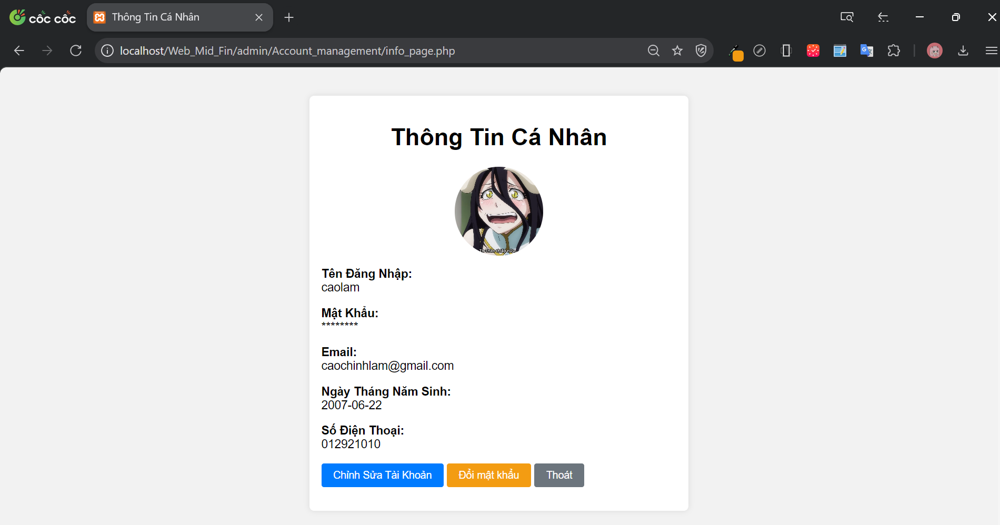 cốc cốc
Thông Tin Cá Nhân
localhost/Web_Mid_Fin/admin/Account_management/info_page.php
Thông Tin Cá Nhân
Tên Đăng Nhập:
caolam
Mật Khẩu:
********
Email:
caochinhlam@gmail.com
Ngày Tháng Năm Sinh:
2007-06-22
Số Điện Thoại:
012921010
Chỉnh Sửa Tài Khoản
Đổi mật khẩu
Thoát